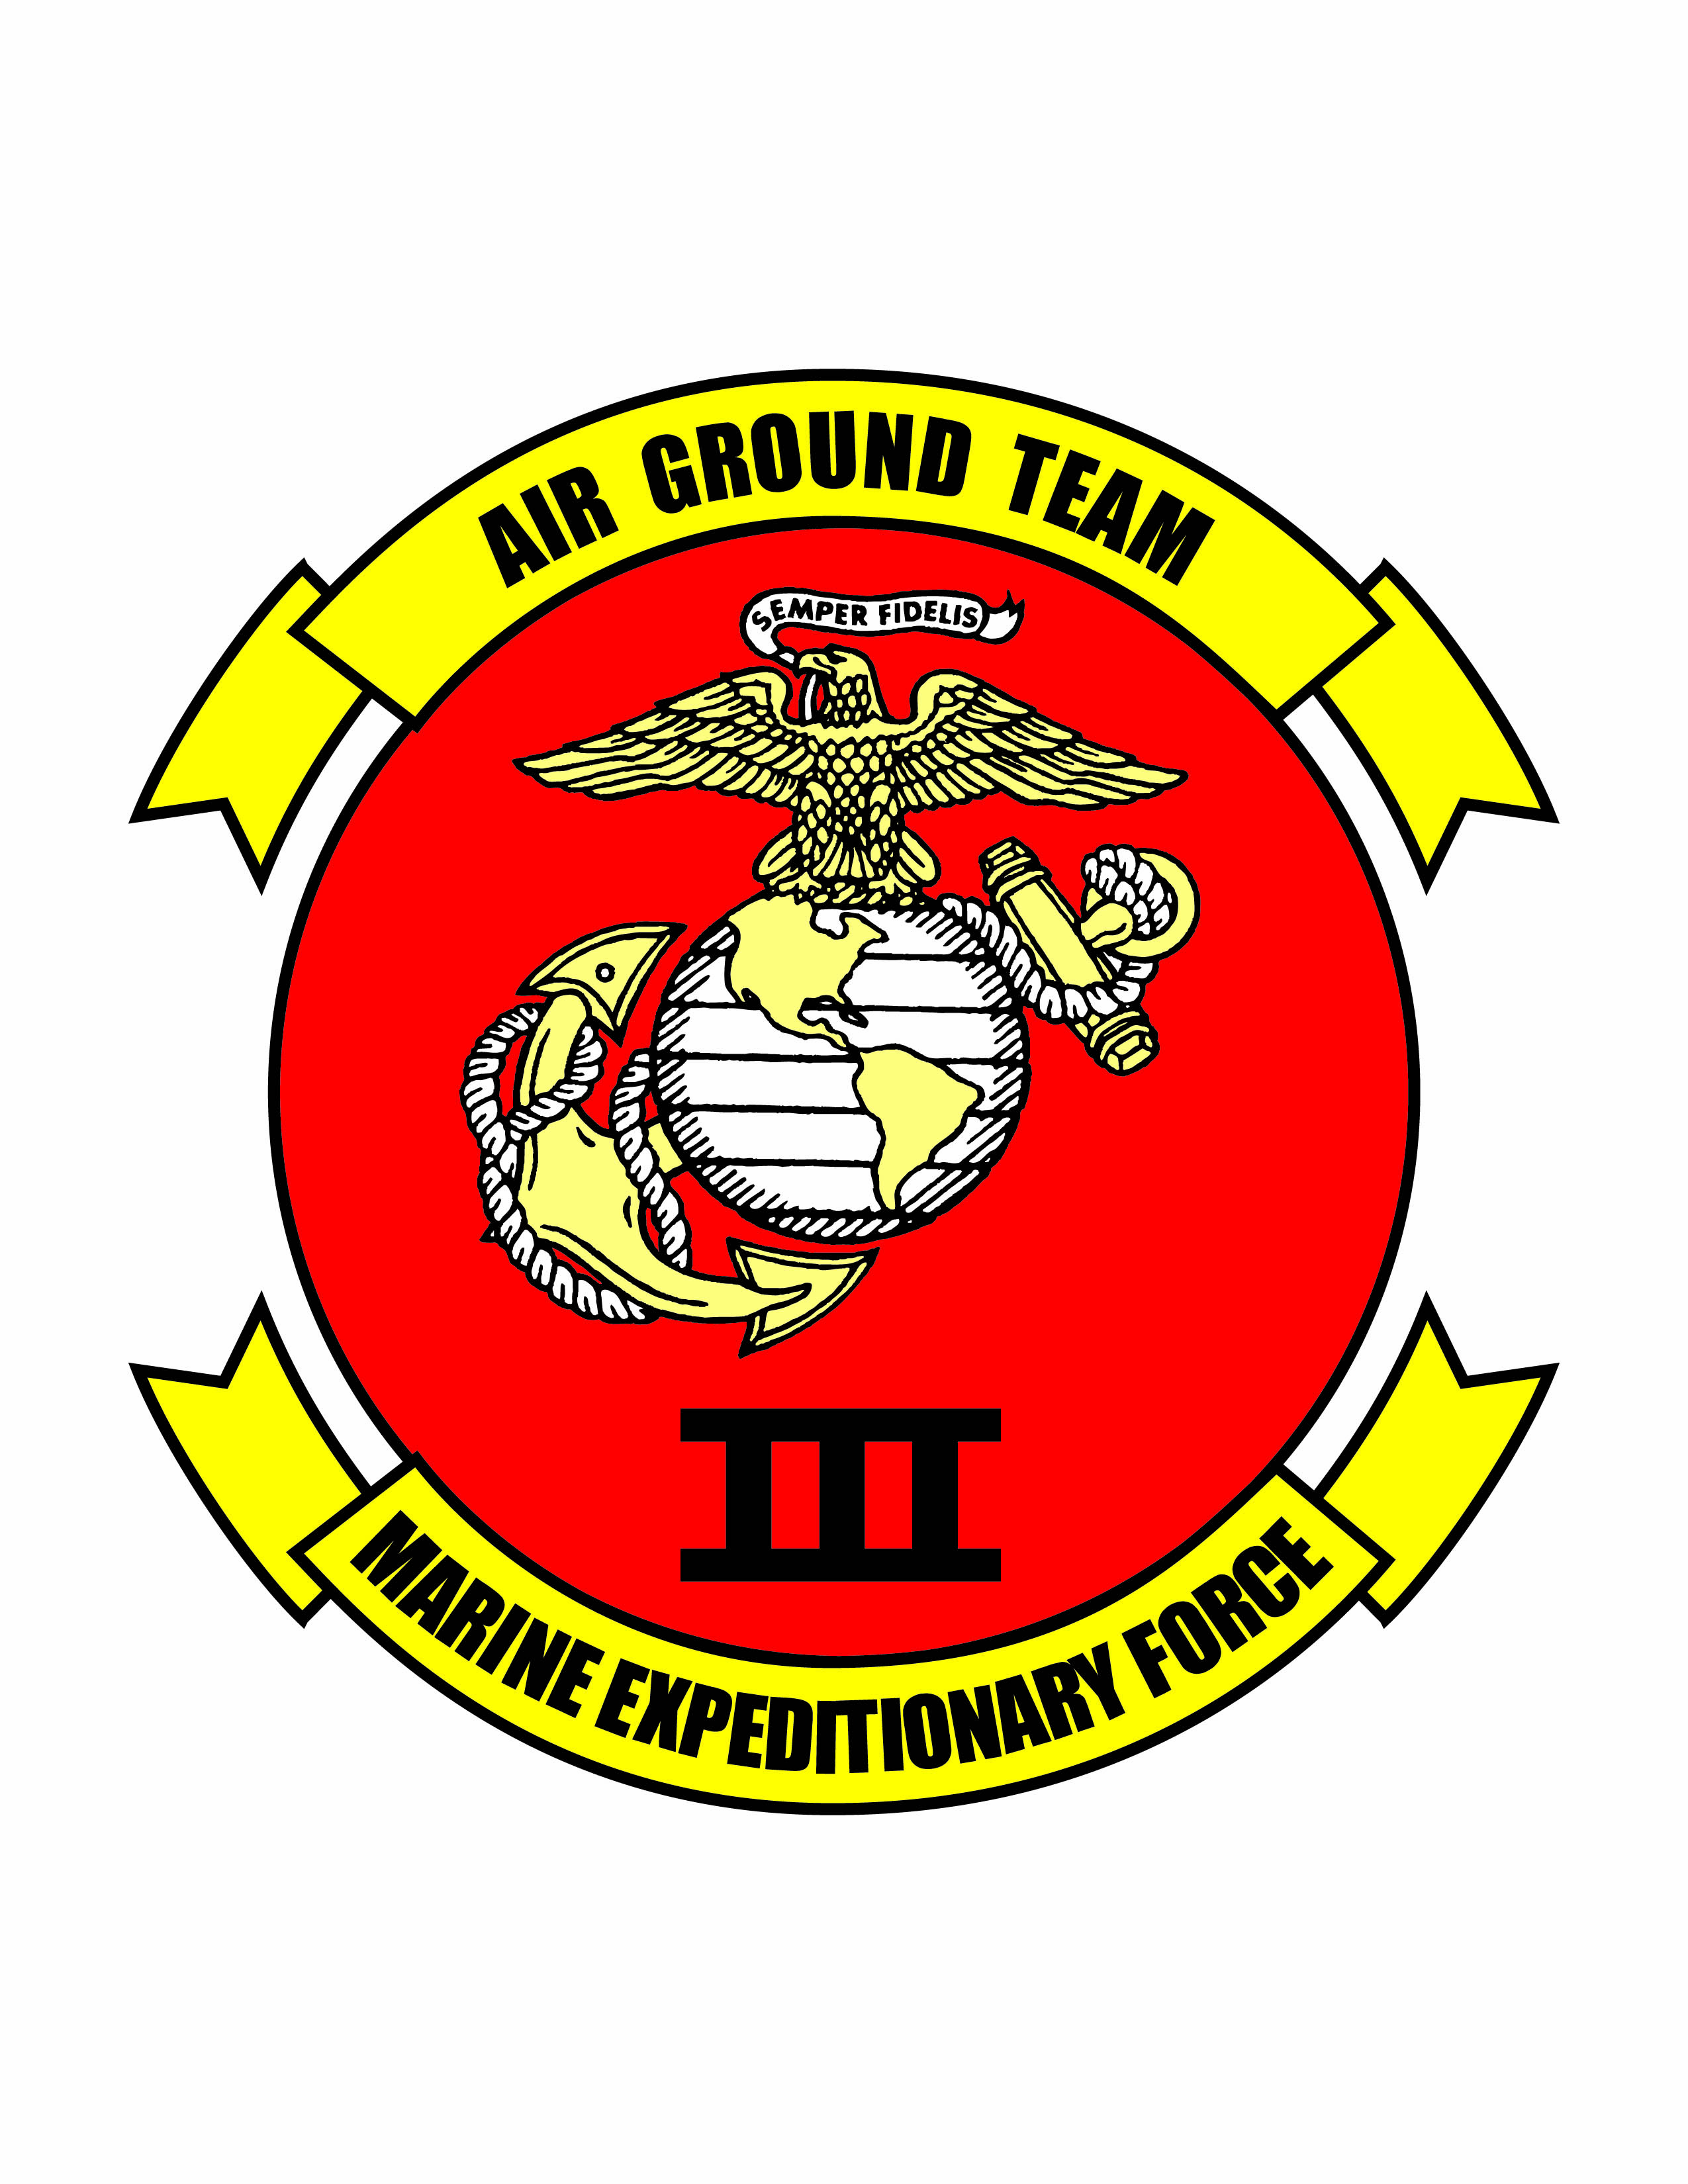 AIR GROUND TEAM
SEMPER FIDELIS
III
MARINE EXPEDITIONARY FORCE